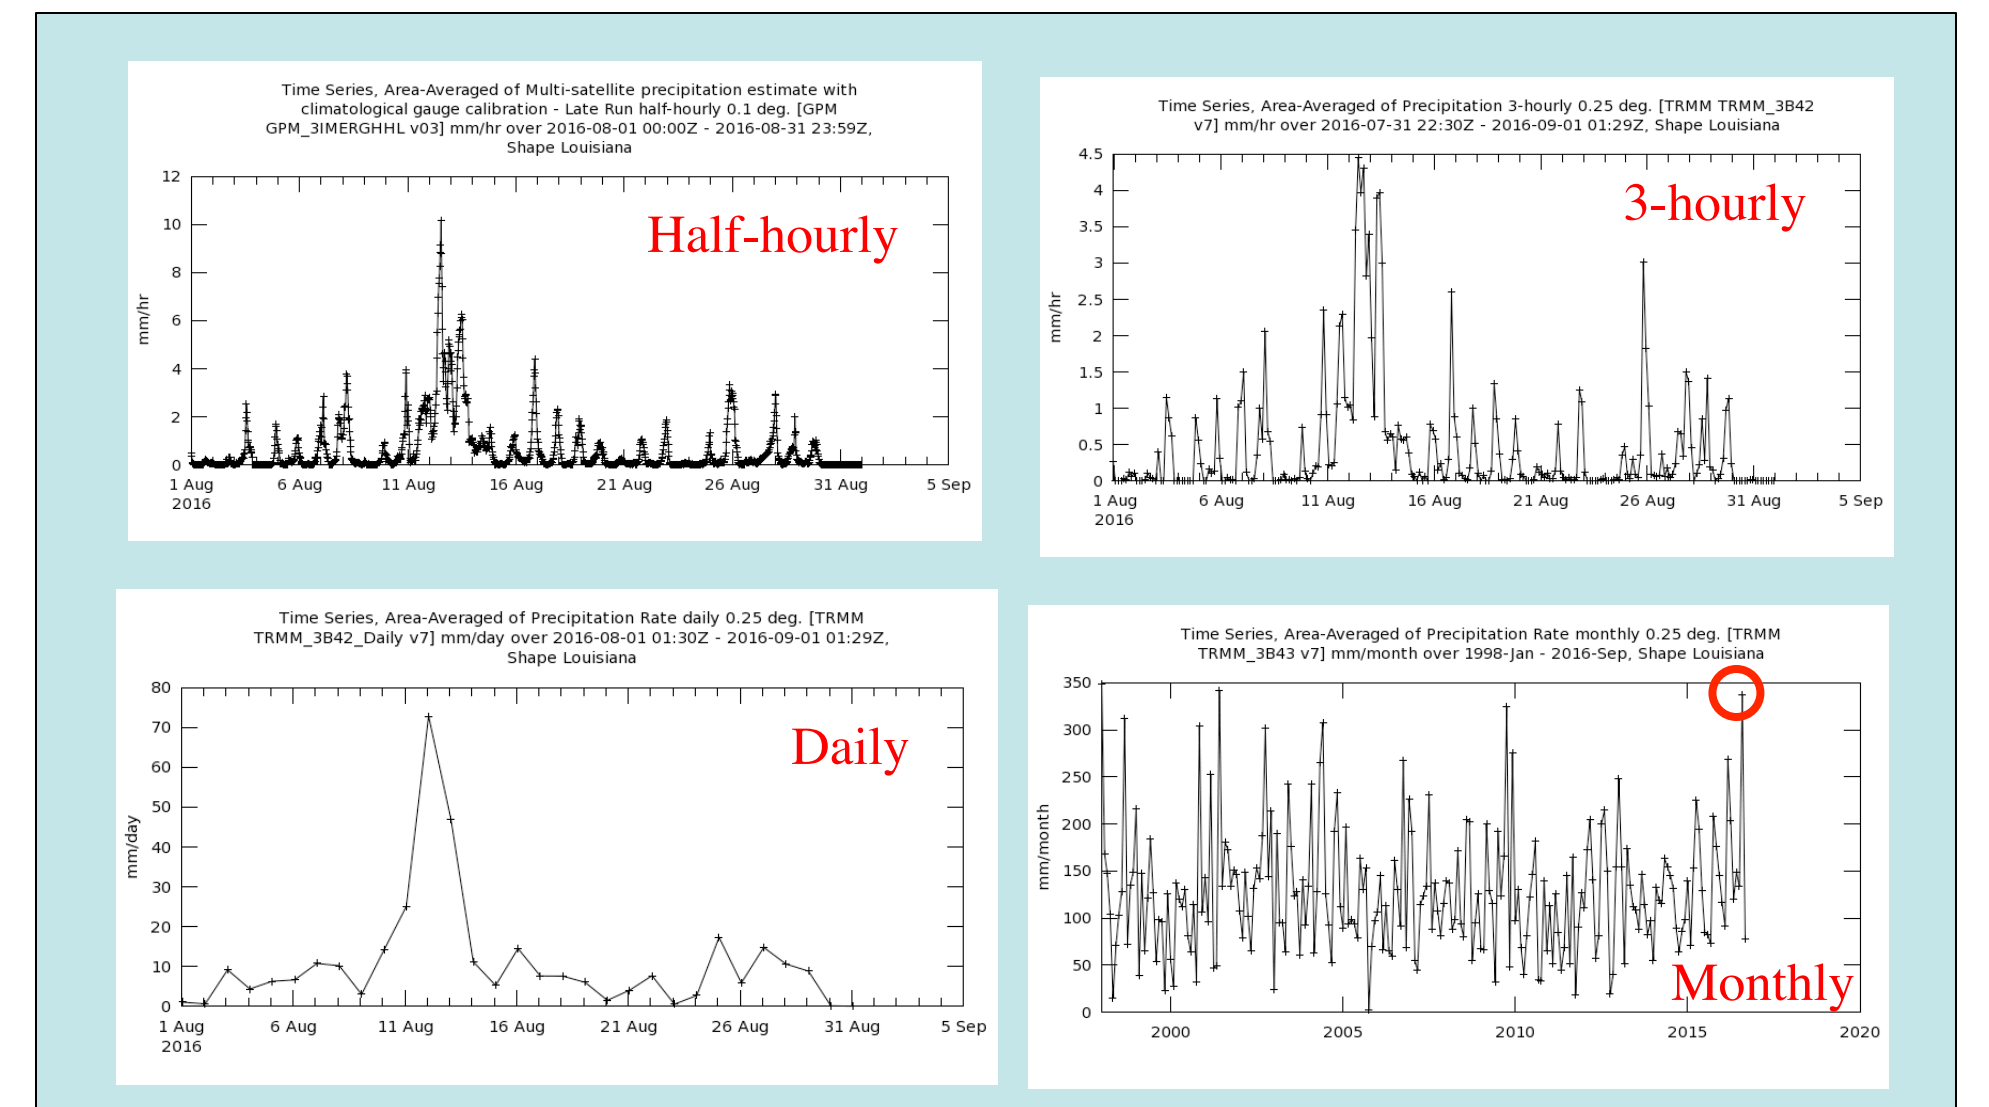 Time Series, Area-Averaged of Multi-satellite precipitation estimate with
climatological gauge calibration - Late Run half-hourly 0.1 deg. [GPM
GPM_3IMERGHHL v03] mm/hr over 2016-08-01 00:00Z - 2016-08-31 23:59Z,
Shape Louisiana
Half-hourly
mm/hr
12
10
8
6
4
2
0
1 Aug 6 Aug 11 Aug 16 Aug 21 Aug 26 Aug 31 Aug 5 Sep
2016
Time Series, Area-Averaged of Precipitation 3-hourly 0.25 deg. [TRMM TRMM_3B42
v7] mm/hr over 2016-07-31 22:30Z - 2016-09-01 01:29Z, Shape Louisiana
3-hourly
mm/hr
4.5
4
3.5
3
2.5
2
1.5
1
0.5
0
1 Aug 6 Aug 11 Aug 16 Aug 21 Aug 26 Aug 31 Aug 5 Sep
2016
Time Series, Area-Averaged of Precipitation Rate daily 0.25 deg. [TRMM
TRMM_3B42_Daily v7] mm/day over 2016-08-01 01:30Z - 2016-09-01 01:29Z,
Shape Louisiana
Daily
mm/day
80
70
60
50
40
30
20
10
0
1 Aug 6 Aug 11 Aug 16 Aug 21 Aug 26 Aug 31 Aug 5 Sep
2016
Time Series, Area-Averaged of Precipitation Rate monthly 0.25 deg. [TRMM
TRMM_3B43 v7] mm/month over 1998-Jan - 2016-Sep, Shape Louisiana
mm/month
350
300
250
200
150
100
50
0
Monthly
2000 2005 2010 2015 2020